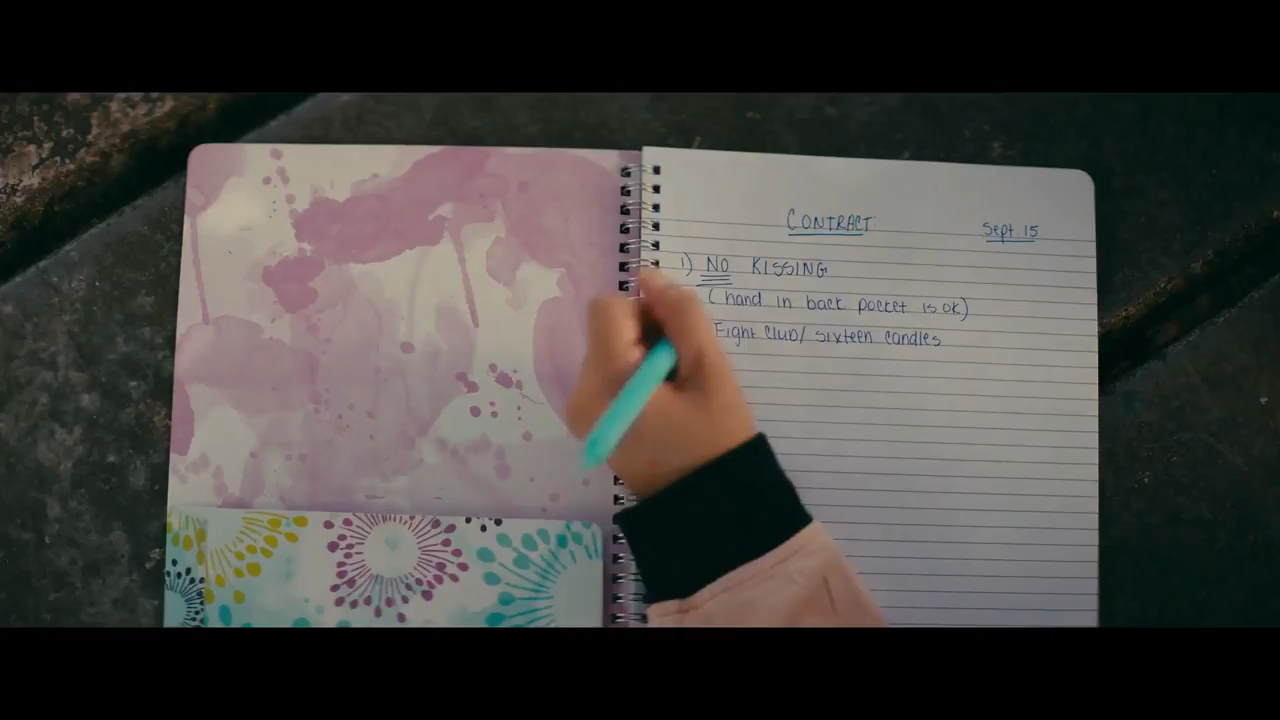 CONTRACT
Sept. 15
1) NO KISSING
(hand in back pocket is ok)
Fight Club/ sixteen candles